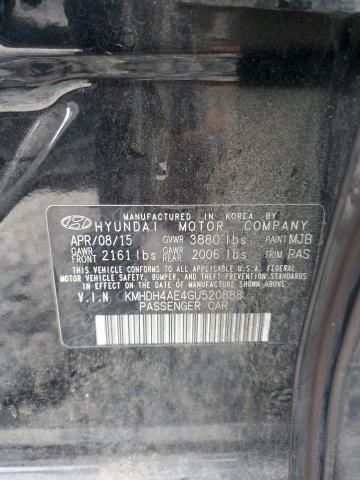 MANUFACTURED IN KOREA BY
HYUNDAI MOTOR COMPANY
APR/08/15 GVWR 3880 lbs PAINT MJB
GAWR FRONT 2161 lbs GAWR REAR 2006 lbs TRIM RAS
THIS VEHICLE CONFORMS TO ALL APPLICABLE U.S.A. FEDERAL
MOTOR VEHICLE SAFETY, BUMPER, AND THEFT PREVENTION
STANDARDS IN EFFECT ON THE DATE OF MANUFACTURE SHOWN ABOVE.
V.I.N KMHDH4AE4GU520888
PASSENGER CAR